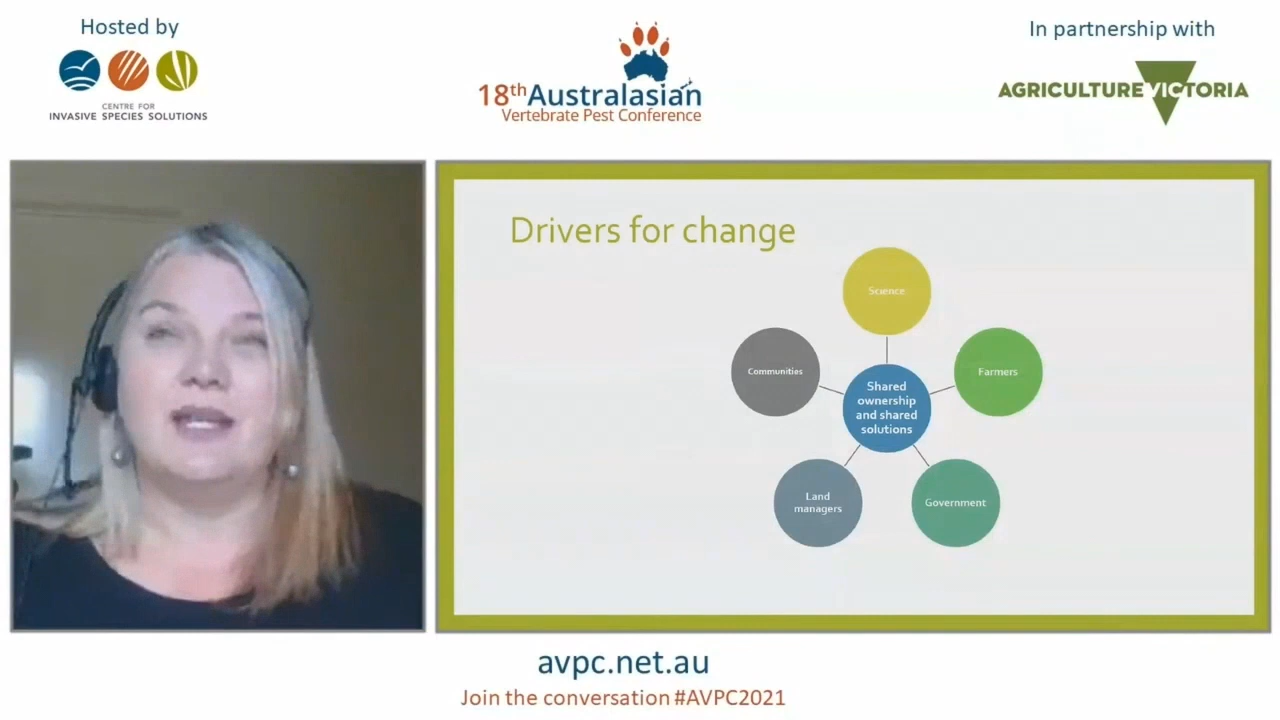 Hosted by
CENTRE FOR
INVASIVE SPECIES SOLUTIONS
18th Australasian
Vertebrate Pest Conference
In partnership with
AGRICULTURE VICTORIA
Drivers for change
Science
Communities
Farmers
Shared
ownership
and shared
solutions
Land
managers
Government
avpc.net.au
Join the conversation #AVPC2021